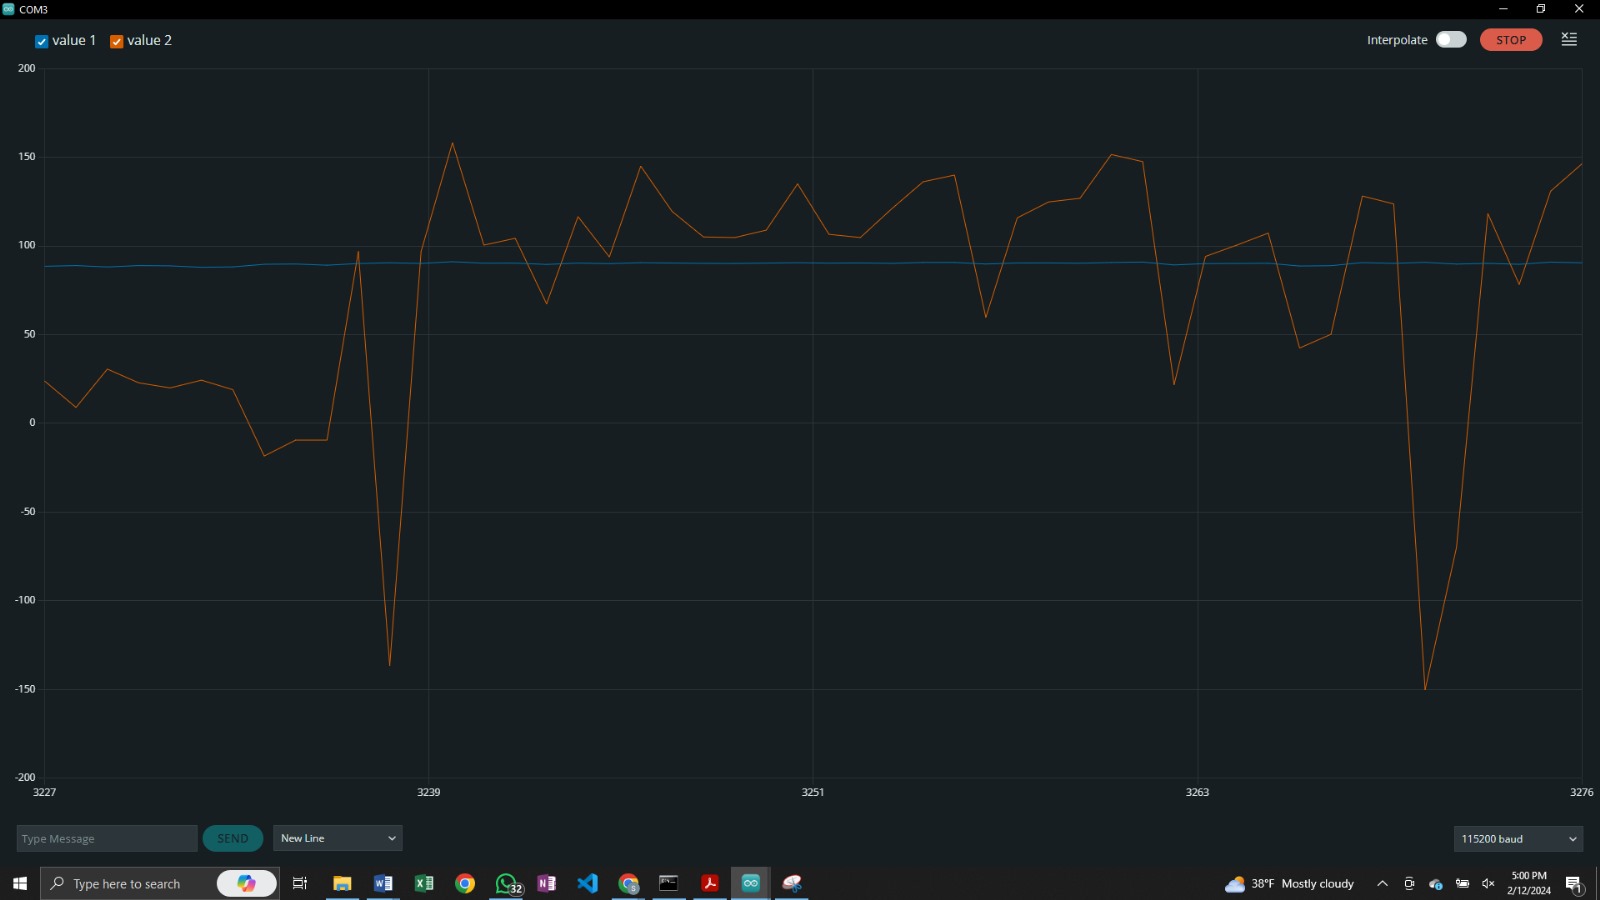 COM3
value 1 value 2
Interpolate STOP
200
150
100
50
0
-50
-100
-150
-200
3227 3239 3251 3263 3276
Type Message SEND New Line 115200 baud
Type here to search 32 S 38°F Mostly cloudy 5:00 PM 1
2/12/2024